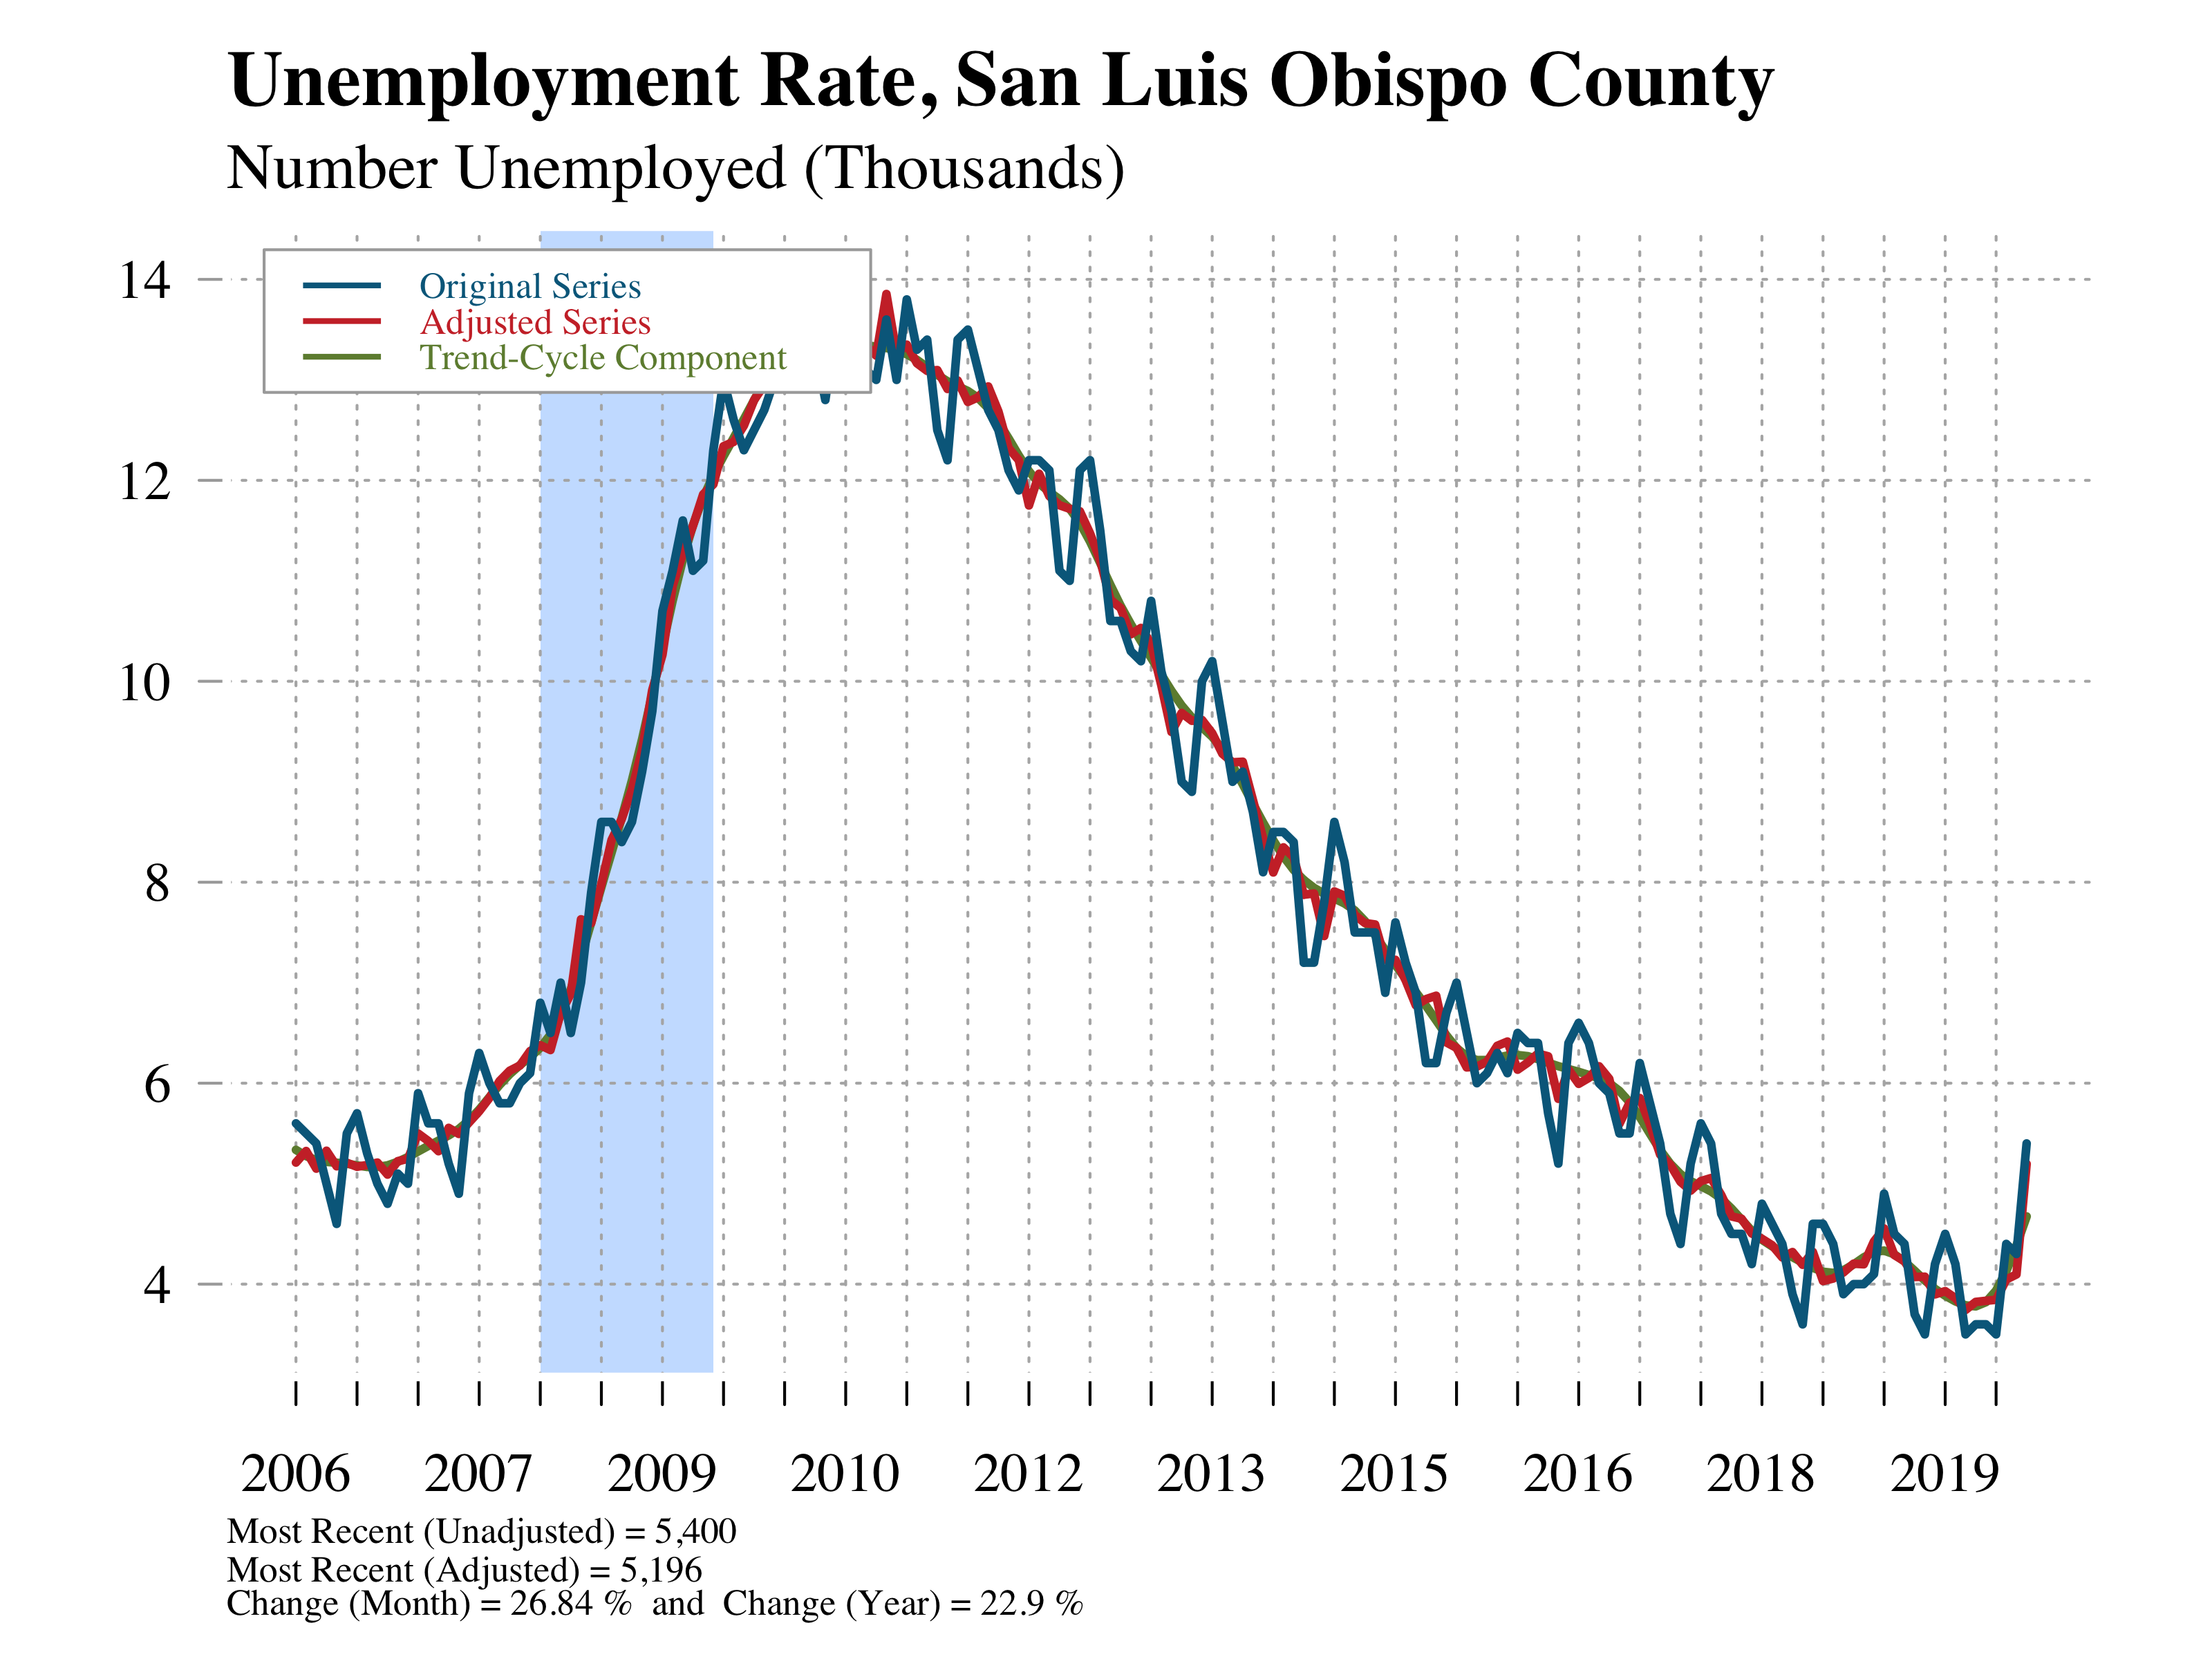 Unemployment Rate, San Luis Obispo County
Number Unemployed (Thousands)
Original Series
Adjusted Series
Trend-Cycle Component
14
12
10
8
6
4
2006 2007 2009 2010 2012 2013 2015 2016 2018 2019
Most Recent (Unadjusted) = 5,400
Most Recent (Adjusted) = 5,196
Change (Month) = 26.84 % and Change (Year) = 22.9 %